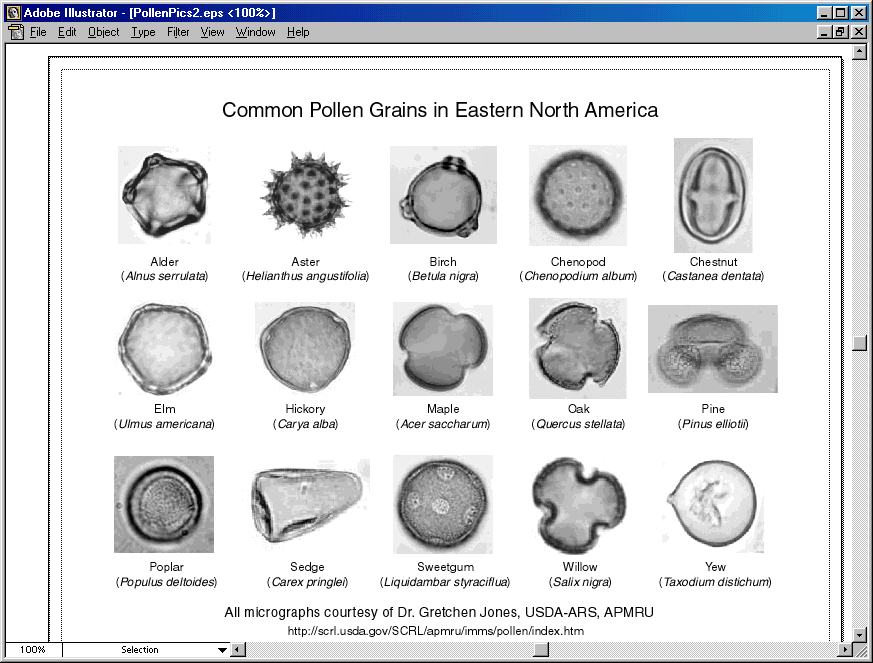 Adobe Illustrator - [PollenPics2.eps <100%>]
File Edit Object Type Filter View Window Help
Common Pollen Grains in Eastern North America
Alder Aster Birch Chenopod Chestnut
(Alnus serrulata) (Helianthus angustifolia) (Betula nigra) (Chenopodium album) (Castanea dentata)
Elm Hickory Maple Oak Pine
(Ulmus americana) (Carya alba) (Acer saccharum) (Quercus stellata) (Pinus elliotii)
Poplar Sedge Sweetgum Willow Yew
(Populus deltoides) (Carex pringlei) (Liquidambar styraciflua) (Salix nigra) (Taxodium distichum)
All micrographs courtesy of Dr. Gretchen Jones, USDA-ARS, APMRU
http://scrl.usda.gov/SCRL/apmru/imms/pollen/index.htm
100% Selection